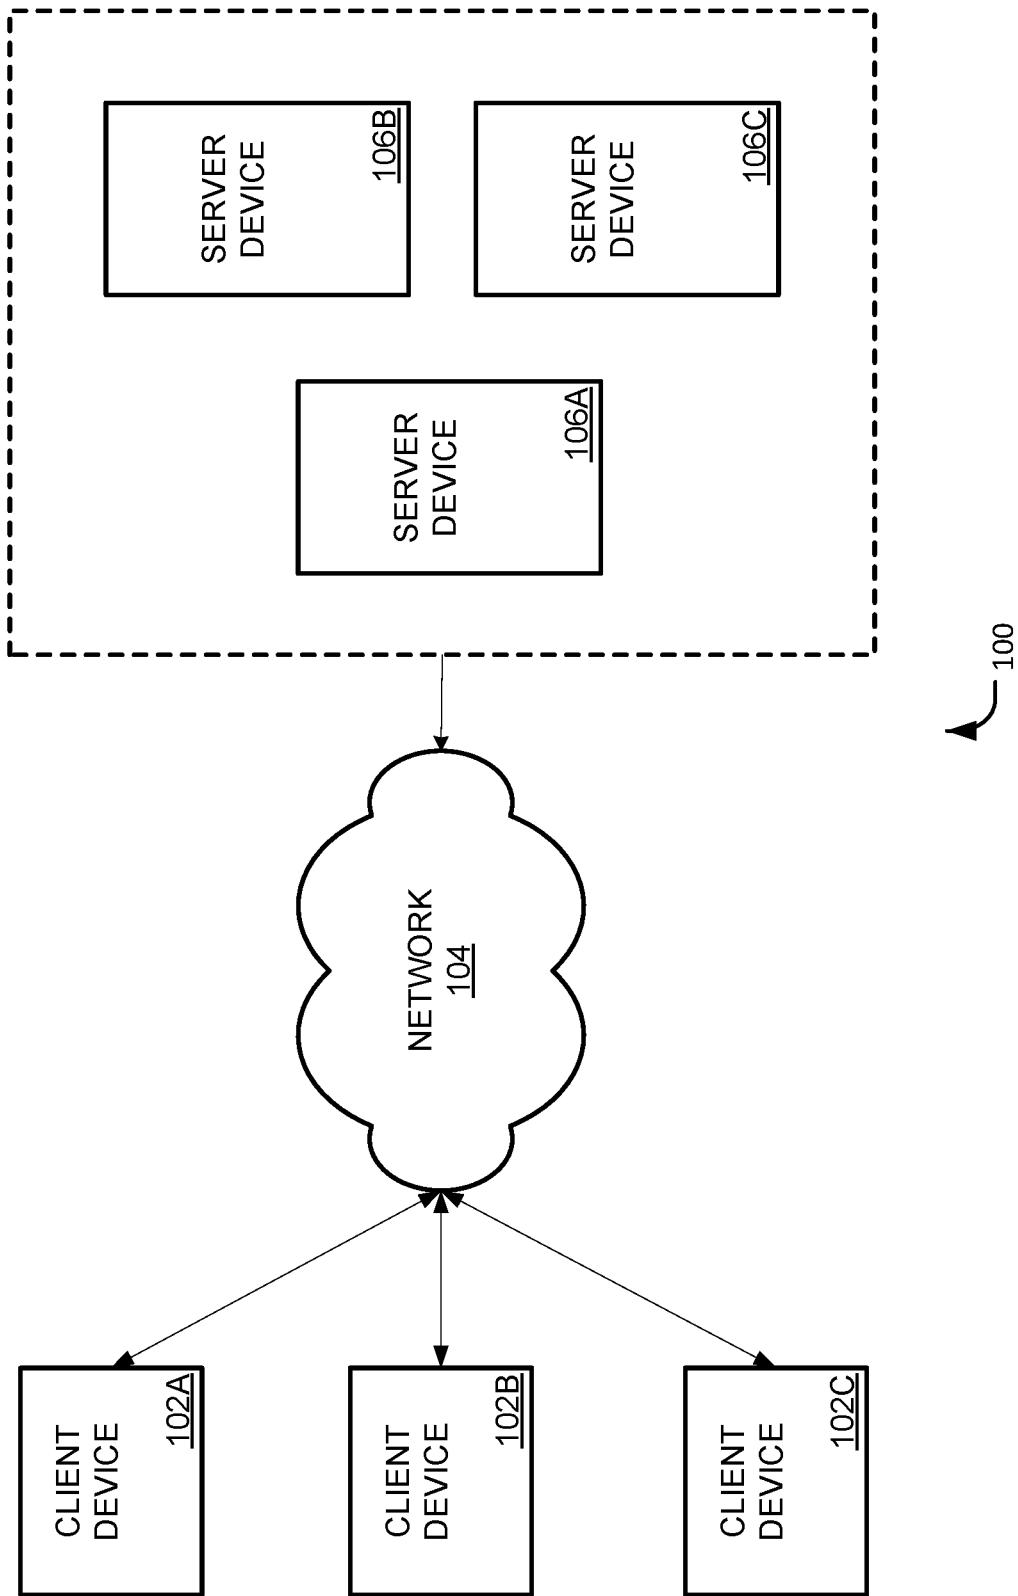 CLIENT
DEVICE
102A
CLIENT
DEVICE
102B
CLIENT
DEVICE
102C
NETWORK
104
SERVER
DEVICE
106A
SERVER
DEVICE
106B
SERVER
DEVICE
106C
100